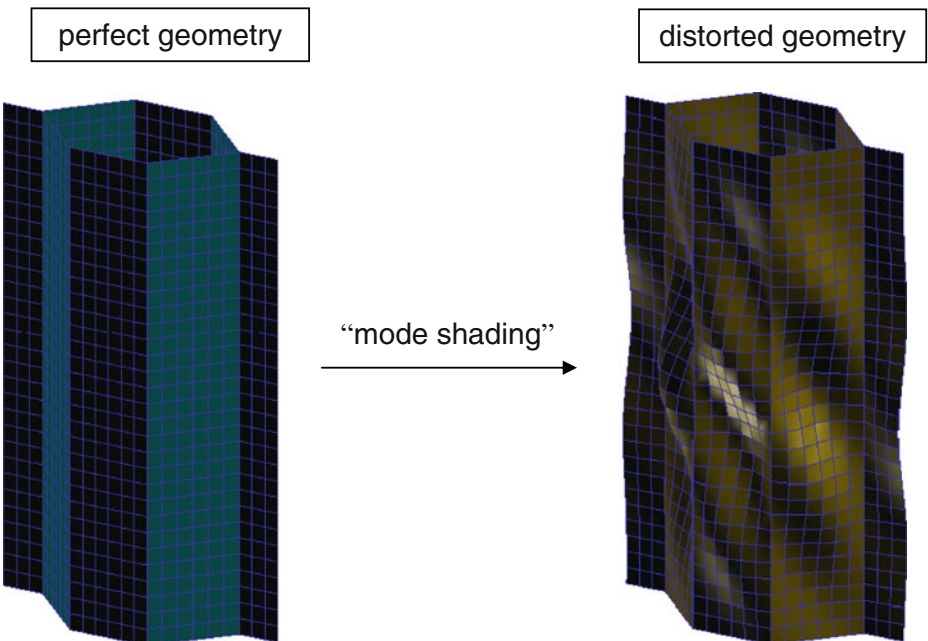 perfect geometry
distorted geometry
“mode shading”